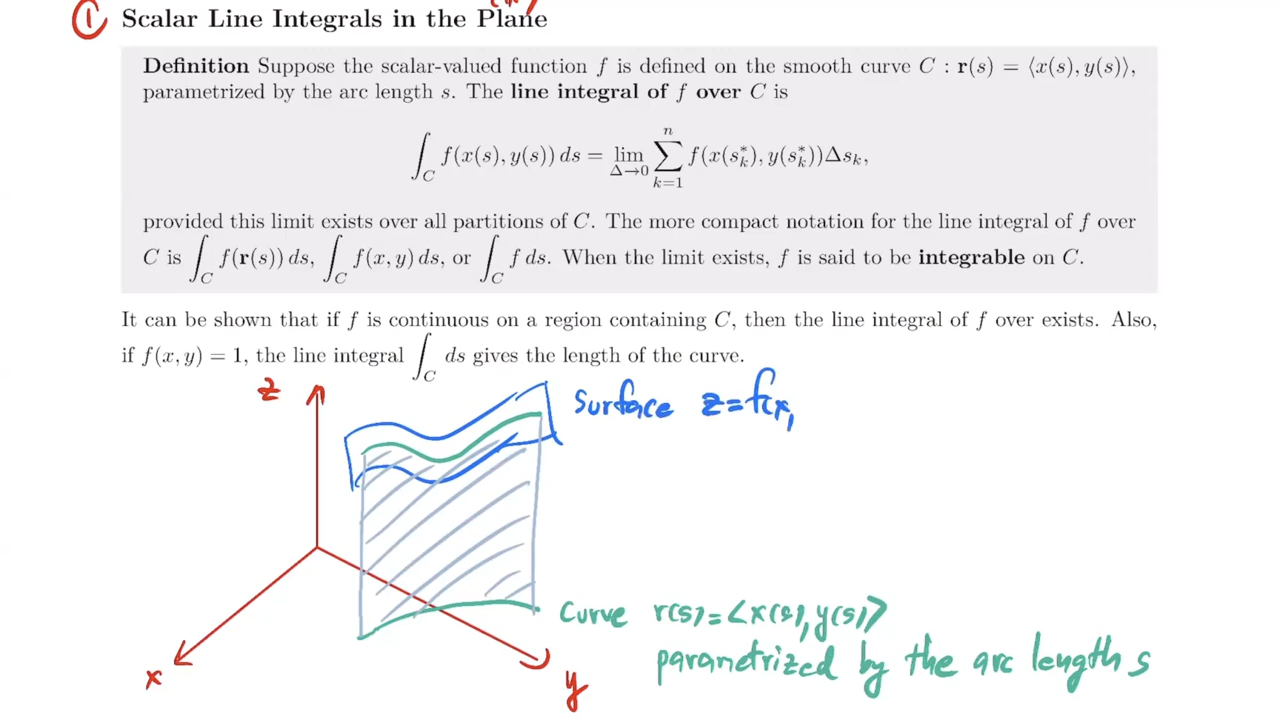 ① Scalar Line Integrals in the Plane
Definition Suppose the scalar-valued function f is defined on the smooth curve C : r(s) = ⟨x(s), y(s)⟩,
parametrized by the arc length s. The line integral of f over C is
∫_C f(x(s), y(s)) ds = lim_{Δ→0} ∑_{k=1}^{n} f(x(s*_k), y(s*_k))Δs_k,
provided this limit exists over all partitions of C. The more compact notation for the line integral of f over
C is ∫_C f(r(s)) ds, ∫_C f(x, y) ds, or ∫_C f ds. When the limit exists, f is said to be integrable on C.
It can be shown that if f is continuous on a region containing C, then the line integral of f over exists. Also,
if f(x, y) = 1, the line integral ∫_C ds gives the length of the curve.
z
Surface z=f(x,
Curve r(s)=<x(s),y(s)>
parametrized by the arc length s
x
y